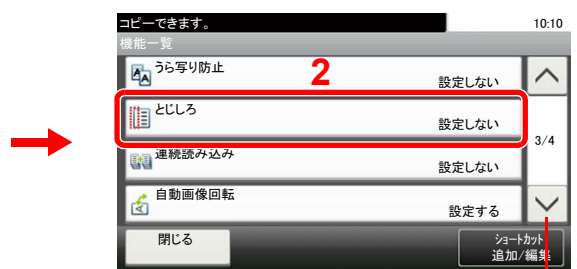 コピーできます。 10:10
機能一覧
うら写り防止
設定しない
2
とじしろ
設定しない
3/4
連続読み込み
設定しない
自動画像回転
設定する
閉じる
ショートカット
追加/編集